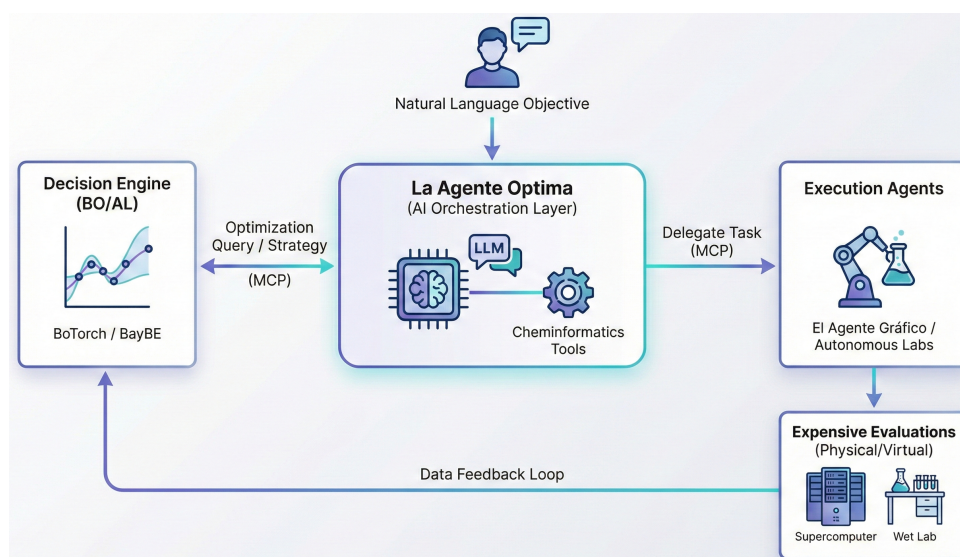 Natural Language Objective
Decision Engine
(BO/AL)
BoTorch / BayBE
Optimization
Query / Strategy
(MCP)
La Agente Optima
(AI Orchestration Layer)
LLM
Cheminformatics
Tools
Delegate Task
(MCP)
Execution Agents
El Agente Gráfico /
Autonomous Labs
Expensive Evaluations
(Physical/Virtual)
Supercomputer
Wet Lab
Data Feedback Loop